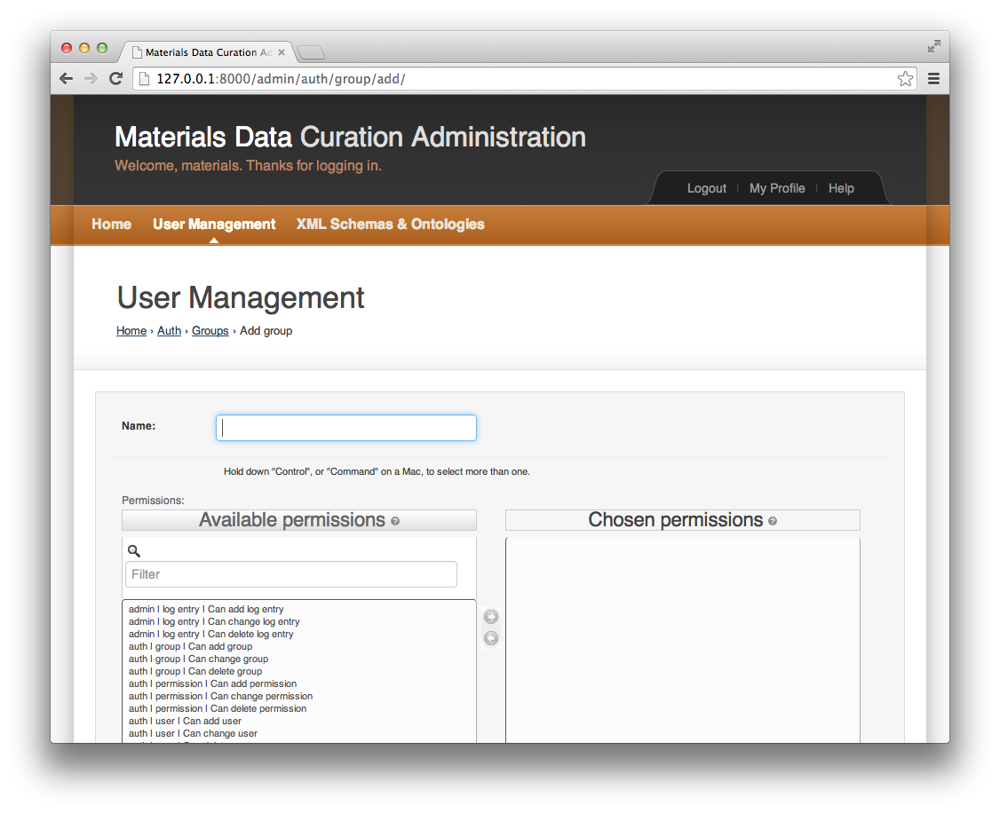 Materials Data Curation Ad
127.0.0.1:8000/admin/auth/group/add/
Materials Data Curation Administration
Welcome, materials. Thanks for logging in.
Logout | My Profile | Help
Home User Management XML Schemas & Ontologies
User Management
Home › Auth › Groups › Add group
Name:
Hold down "Control", or "Command" on a Mac, to select more than one.
Permissions:
Available permissions ?
Chosen permissions ?
Filter
admin | log entry | Can add log entry
admin | log entry | Can change log entry
admin | log entry | Can delete log entry
auth | group | Can add group
auth | group | Can change group
auth | group | Can delete group
auth | permission | Can add permission
auth | permission | Can change permission
auth | permission | Can delete permission
auth | user | Can add user
auth | user | Can change user